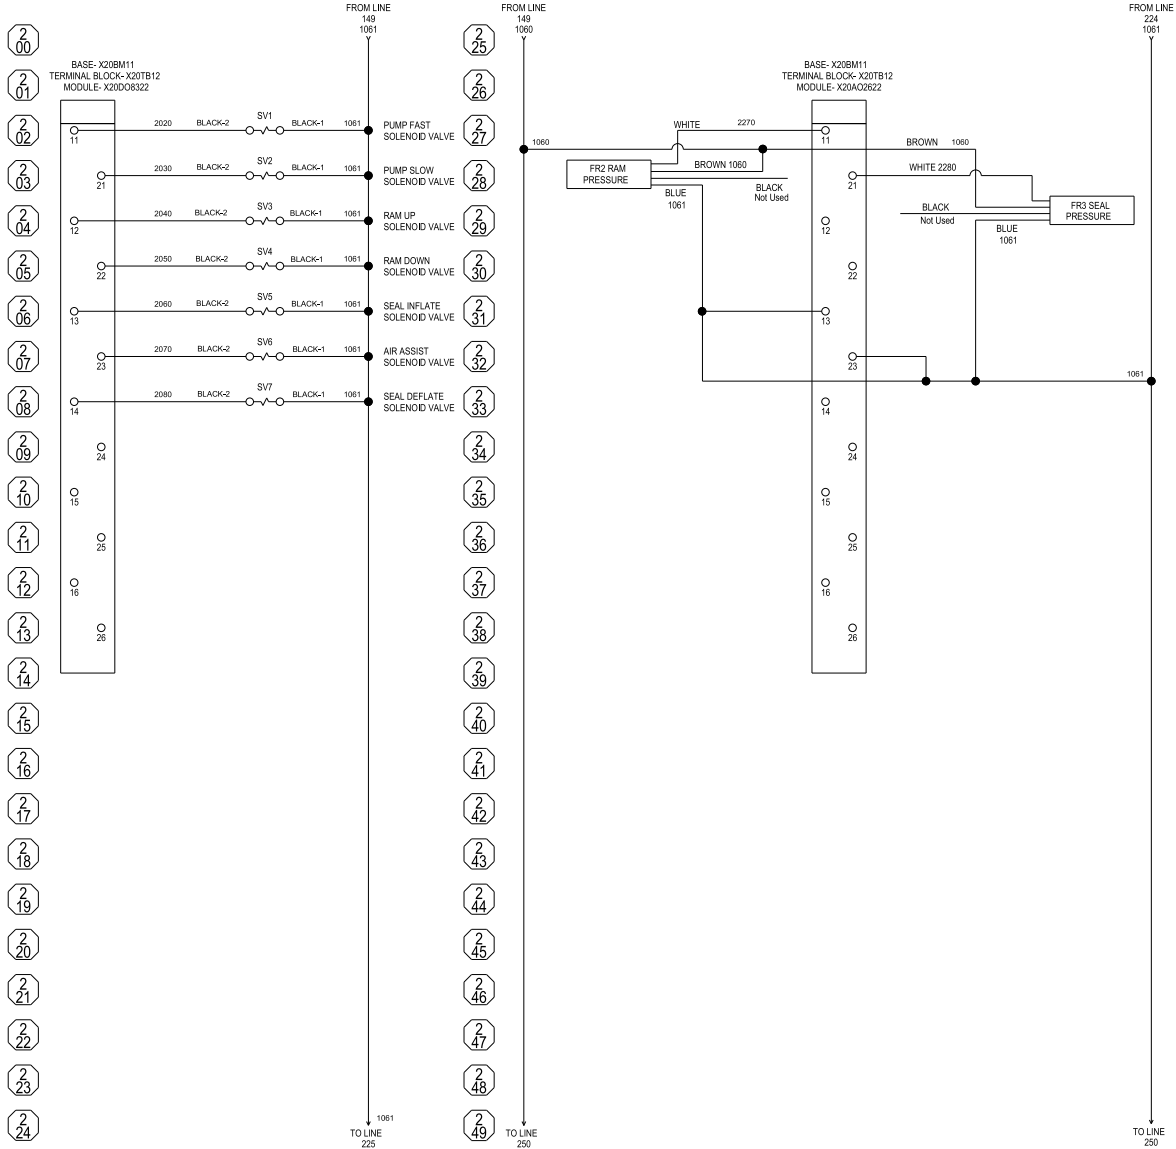 FROM LINE
149
1061
2
00
BASE- X20BM11
TERMINAL BLOCK- X20TB12
MODULE- X20DO8322
2
01
2
02
11
2020
BLACK-2
SV1
BLACK-1
1061
PUMP FAST
SOLENOID VALVE
2
03
21
2030
BLACK-2
SV2
BLACK-1
1061
PUMP SLOW
SOLENOID VALVE
2
04
12
2040
BLACK-2
SV3
BLACK-1
1061
RAM UP
SOLENOID VALVE
2
05
22
2050
BLACK-2
SV4
BLACK-1
1061
RAM DOWN
SOLENOID VALVE
2
06
13
2060
BLACK-2
SV5
BLACK-1
1061
SEAL INFLATE
SOLENOID VALVE
2
07
23
2070
BLACK-2
SV6
BLACK-1
1061
AIR ASSIST
SOLENOID VALVE
2
08
14
2080
BLACK-2
SV7
BLACK-1
1061
SEAL DEFLATE
SOLENOID VALVE
2
09
24
2
10
15
2
11
25
2
12
16
2
13
26
2
14
2
15
2
16
2
17
2
18
2
19
2
20
2
21
2
22
2
23
2
24
1061
TO LINE
225
FROM LINE
149
1060
FROM LINE
224
1061
2
25
BASE- X20BM11
TERMINAL BLOCK- X20TB12
MODULE- X20AO2622
2
26
2
27
WHITE
2270
11
1060
BROWN
1060
2
28
FR2 RAM
PRESSURE
BROWN 1060
BLACK
Not Used
BLUE
1061
21
WHITE 2280
FR3 SEAL
PRESSURE
BLACK
Not Used
BLUE
1061
2
29
12
2
30
22
2
31
13
2
32
23
1061
2
33
14
2
34
24
2
35
15
2
36
25
2
37
16
2
38
26
2
39
2
40
2
41
2
42
2
43
2
44
2
45
2
46
2
47
2
48
2
49
TO LINE
250
TO LINE
250